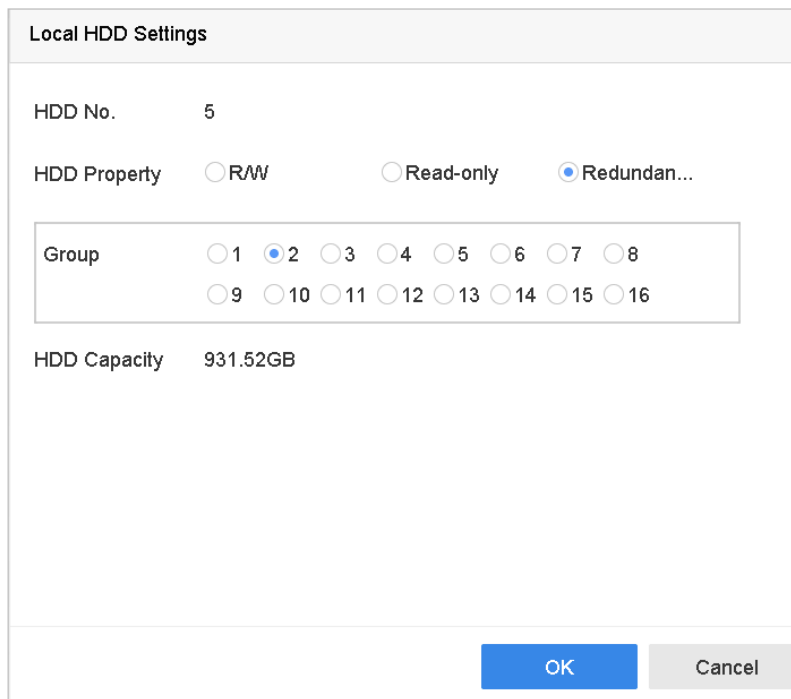 Local HDD Settings
HDD No. 5
HDD Property R/W Read-only Redundan...
Group 1 2 3 4 5 6 7 8
9 10 11 12 13 14 15 16
HDD Capacity 931.52GB
OK Cancel